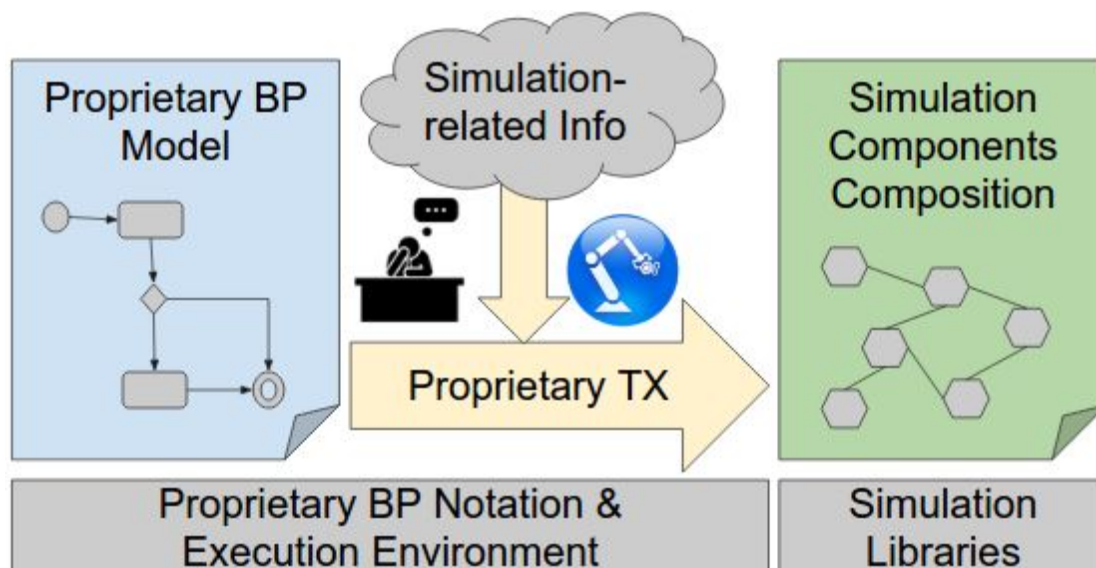 Proprietary BP
Model
Simulation-
related Info
Simulation
Components
Composition
Proprietary TX
Proprietary BP Notation &
Execution Environment
Simulation
Libraries